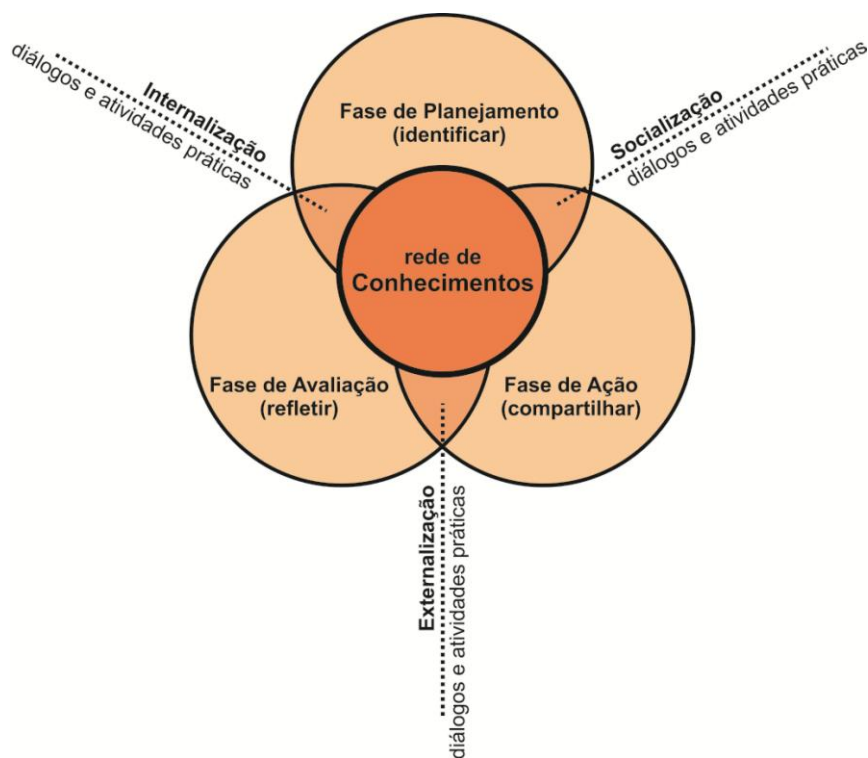 Internalização
diálogos e atividades práticas
Socialização
diálogos e atividades práticas
Fase de Planejamento
(identificar)
rede de
Conhecimentos
Fase de Avaliação
(refletir)
Fase de Ação
(compartilhar)
Externalização
diálogos e atividades práticas